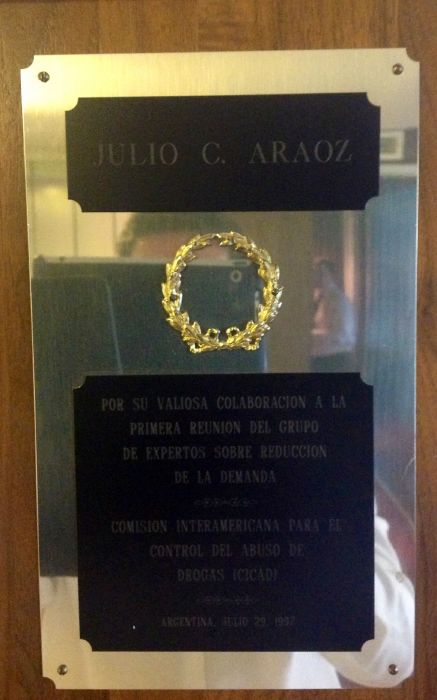 JULIO C. ARAOZ
POR SU VALIOSA COLABORACION A LA
PRIMERA REUNION DEL GRUPO
DE EXPERTOS SOBRE REDUCCION
DE LA DEMANDA
COMISION INTERAMERICANA PARA EL
CONTROL DEL ABUSO DE
DROGAS (CICAD)
ARGENTINA, JULIO 29, 1997